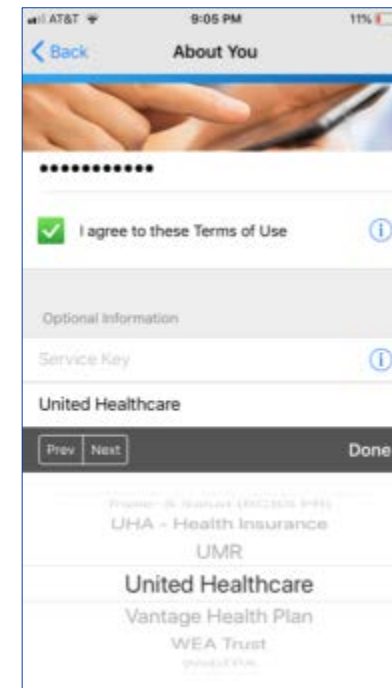 AT&T 9:05 PM 11%
Back About You
•••••••••••
I agree to these Terms of Use
Optional Information
Service Key
United Healthcare
Prev Next Done
UHA - Health Insurance
UMR
United Healthcare
Vantage Health Plan
WEA Trust